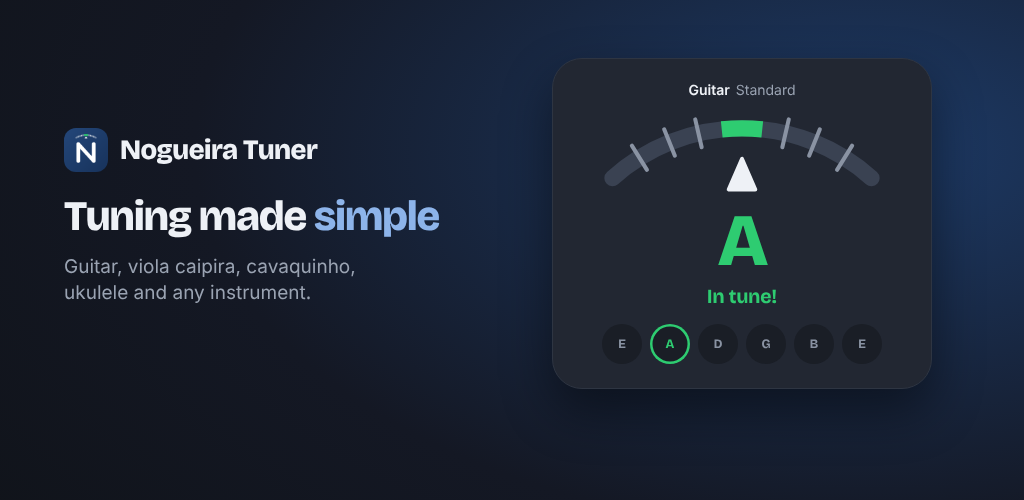 Nogueira Tuner
Tuning made simple
Guitar, viola caipira, cavaquinho,
ukulele and any instrument.
Guitar Standard
A
In tune!
E A D G B E
N